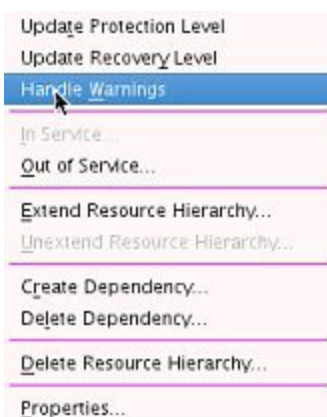 Update Protection Level
Update Recovery Level
Handle Warnings
In Service...
Out of Service...
Extend Resource Hierarchy...
Unextend Resource Hierarchy...
Create Dependency...
Delete Dependency...
Delete Resource Hierarchy...
Properties...